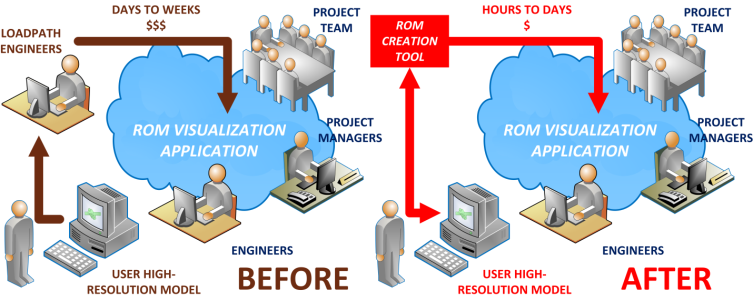 DAYS TO WEEKS
$$$
LOADPATH
ENGINEERS
PROJECT
TEAM
ROM VISUALIZATION
APPLICATION
PROJECT
MANAGERS
ENGINEERS
USER HIGH-
RESOLUTION MODEL
BEFORE
ROM
CREATION
TOOL
HOURS TO DAYS
$
PROJECT
TEAM
ROM VISUALIZATION
APPLICATION
PROJECT
MANAGERS
ENGINEERS
USER HIGH-
RESOLUTION MODEL
AFTER